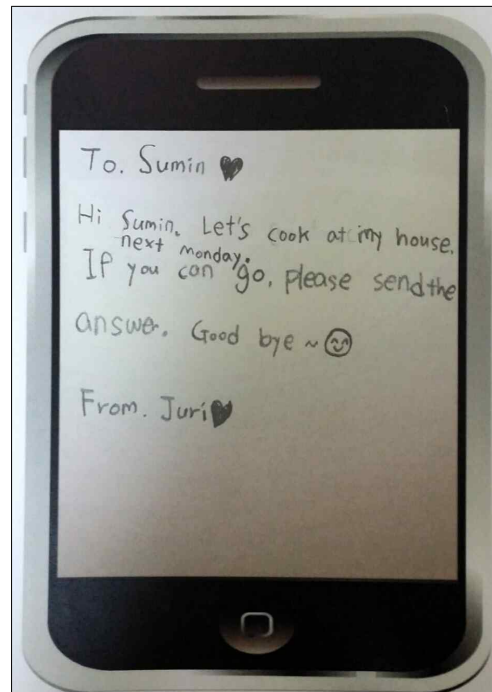 To. Sumin ♥
Hi Sumin. Let's cook at my house.
next monday.
If you can go, please send the
answer. Good bye ~ 😊
From. Juri ♥